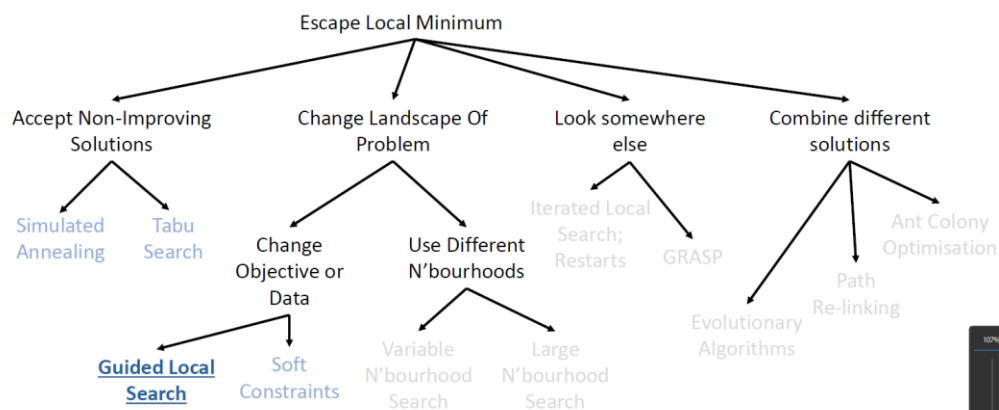 Escape Local Minimum
Accept Non-Improving
Solutions
Change Landscape Of
Problem
Look somewhere
else
Combine different
solutions
Simulated
Annealing
Tabu
Search
Change
Objective or
Data
Use Different
N'bourhoods
Iterated Local
Search;
Restarts
GRASP
Ant Colony
Optimisation
Path
Re-linking
Evolutionary
Algorithms
Guided Local
Search
Soft
Constraints
Variable
N'bourhood
Search
Large
N'bourhood
Search
107%